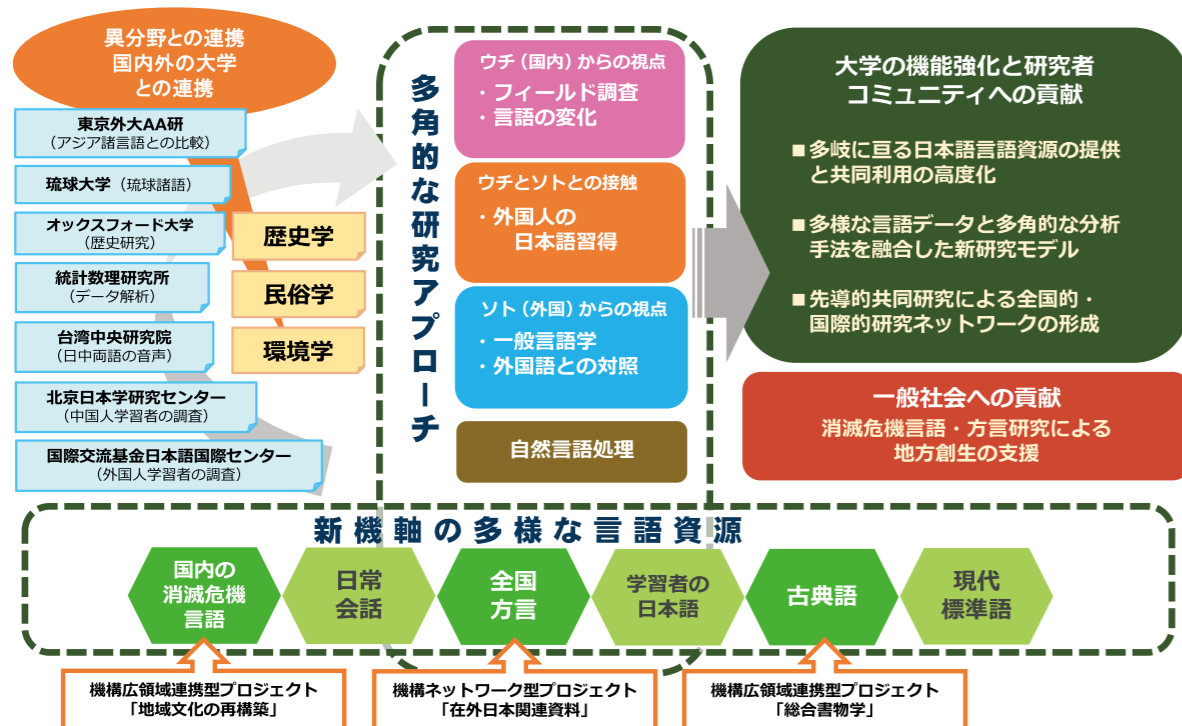 異分野との連携
国内外の大学
との連携
東京外大AA研
（アジア諸言語との比較）
琉球大学（琉球諸語）
オックスフォード大学
（歴史研究）
統計数理研究所
（データ解析）
台湾中央研究院
（日中両語の音声）
北京日本学研究センター
（中国人学習者の調査）
国際交流基金日本語国際センター
（外国人学習者の調査）
歴史学
民俗学
環境学
多角的な研究アプローチ
ウチ（国内）からの視点
・フィールド調査
・言語の変化
ウチとソトとの接触
・外国人の
日本語習得
ソト（外国）からの視点
・一般言語学
・外国語との対照
自然言語処理
大学の機能強化と研究者
コミュニティへの貢献
■多岐に亘る日本語言語資源の提供
と共同利用の高度化
■多様な言語データと多角的な分析
手法を融合した新研究モデル
■先導的共同研究による全国的・
国際的研究ネットワークの形成
一般社会への貢献
消滅危機言語・方言研究による
地方創生の支援
新機軸の多様な言語資源
国内の
消滅危機
言語
日常
会話
全国
方言
学習者の
日本語
古典語
現代
標準語
機構広領域連携型プロジェクト
「地域文化の再構築」
機構ネットワーク型プロジェクト
「在外日本関連資料」
機構広領域連携型プロジェクト
「総合書物学」